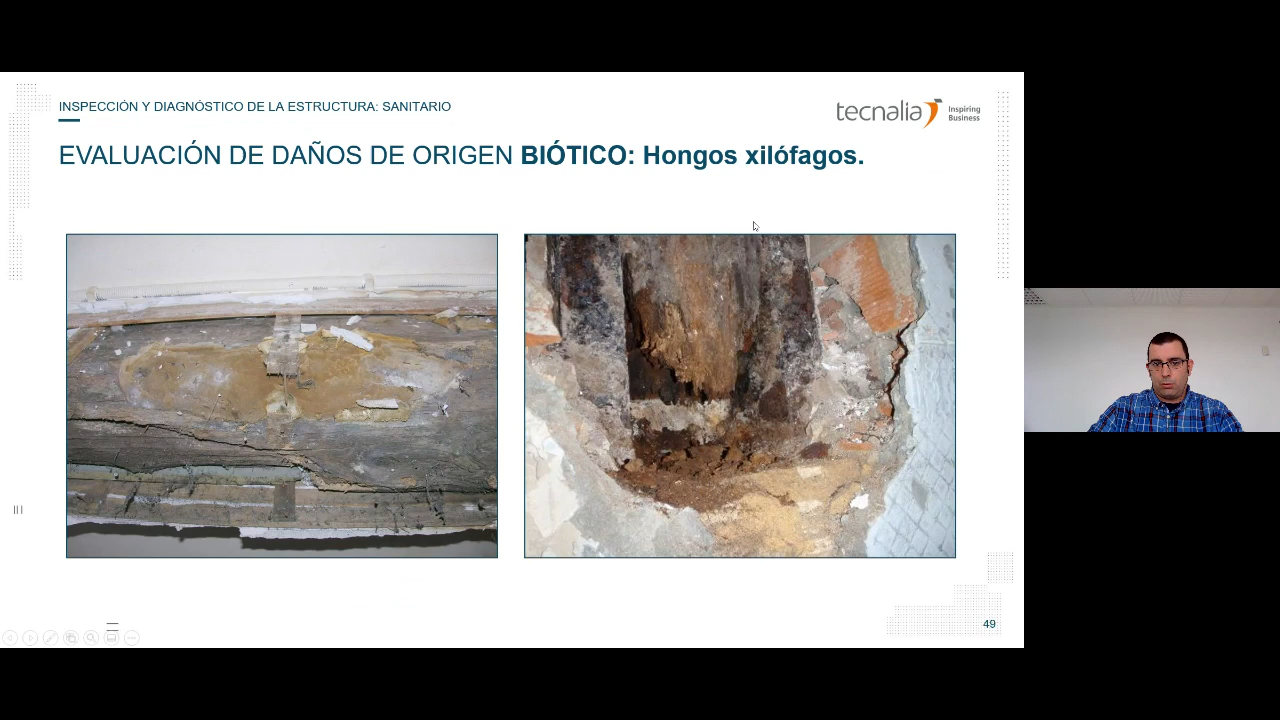 INSPECCIÓN Y DIAGNÓSTICO DE LA ESTRUCTURA: SANITARIO
tecnalia Inspiring
Business
EVALUACIÓN DE DAÑOS DE ORIGEN BIÓTICO: Hongos xilófagos.
49